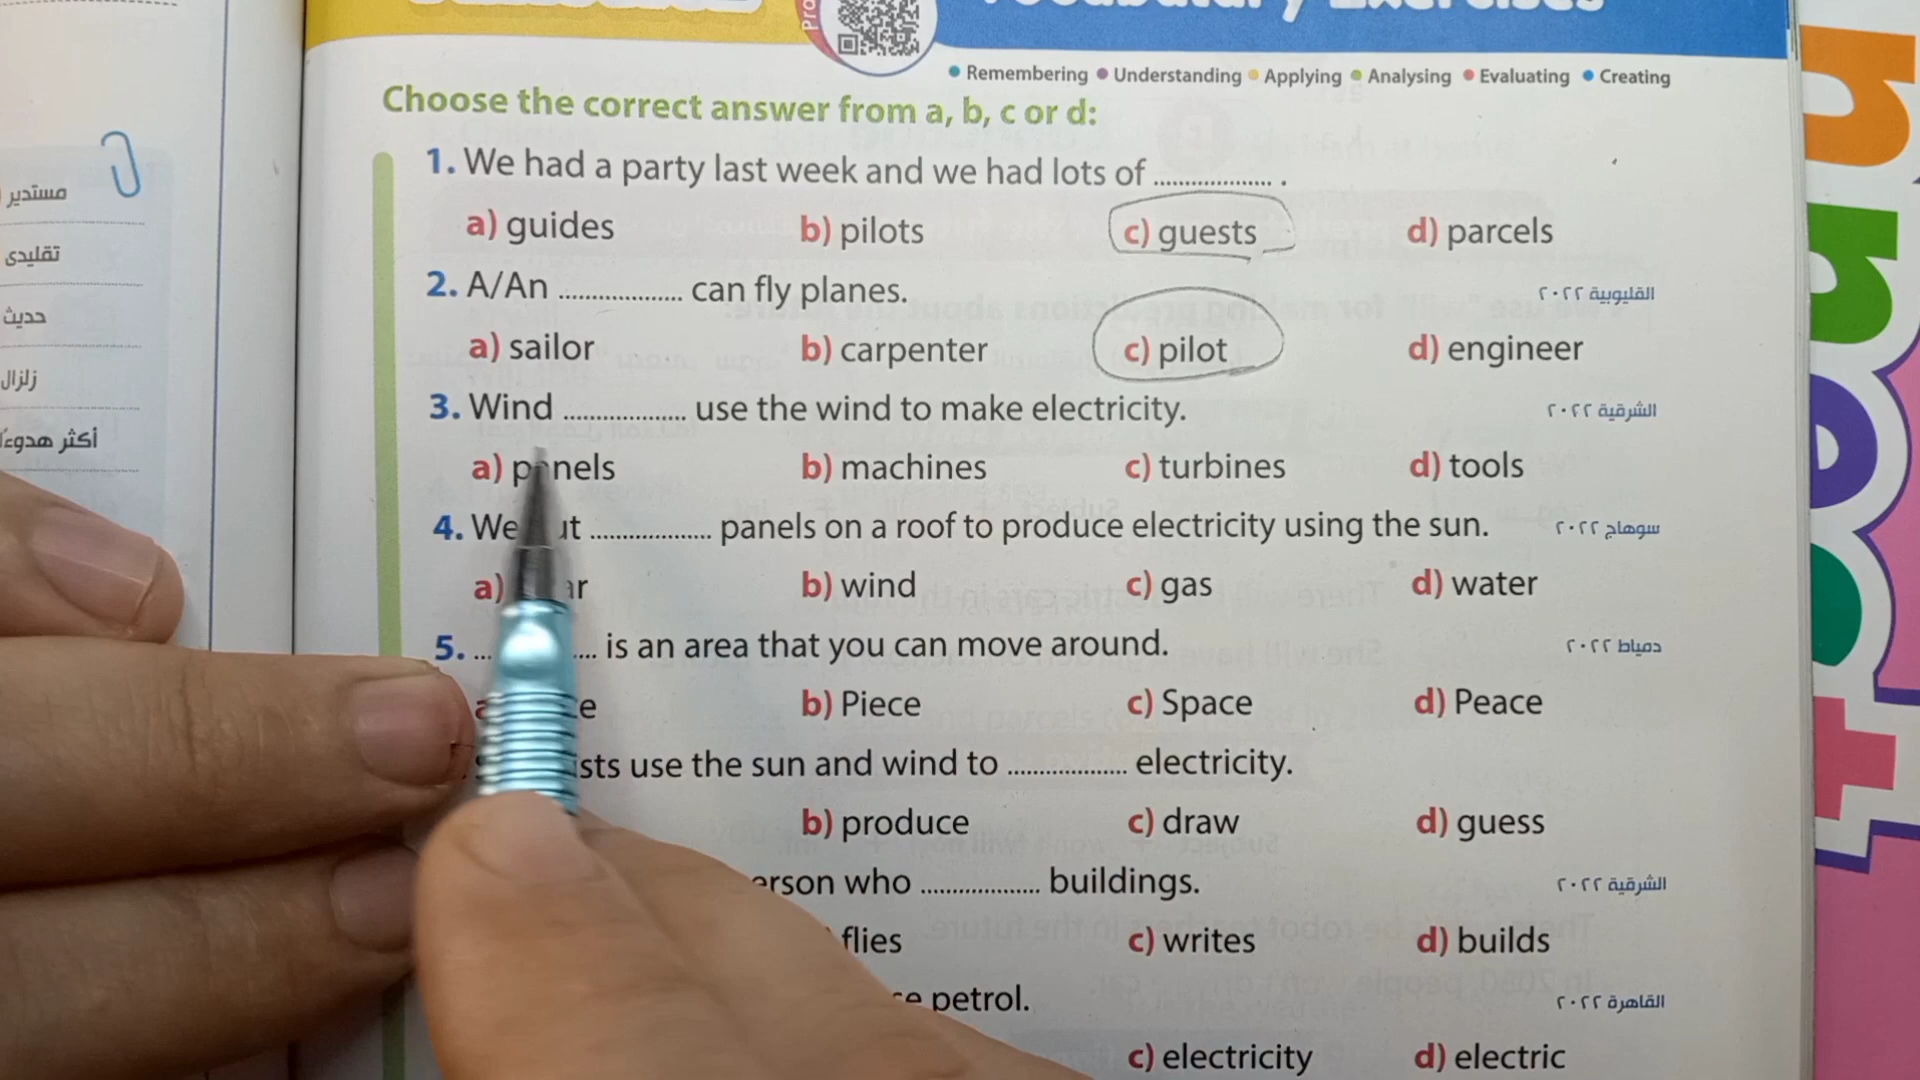 Remembering Understanding Applying Analysing Evaluating Creating
Choose the correct answer from a, b, c or d:
1. We had a party last week and we had lots of .................... .
a) guides b) pilots c) guests d) parcels
2. A/An .................... can fly planes. القليوبية ٢٠٢٢
a) sailor b) carpenter c) pilot d) engineer
3. Wind .................... use the wind to make electricity. الشرقية ٢٠٢٢
a) panels b) machines c) turbines d) tools
4. We .................... panels on a roof to produce electricity using the sun. سوهاج ٢٠٢٢
a) b) wind c) gas d) water
5. .................... is an area that you can move around. دمياط ٢٠٢٢
b) Piece c) Space d) Peace
use the sun and wind to .................... electricity.
b) produce c) draw d) guess
who .................... buildings. الشرقية ٢٠٢٢
flies c) writes d) builds
petrol. القاهرة ٢٠٢٢
c) electricity d) electric
مستدير
تقليدى
حديث
زلزال
أكثر هدوءًا